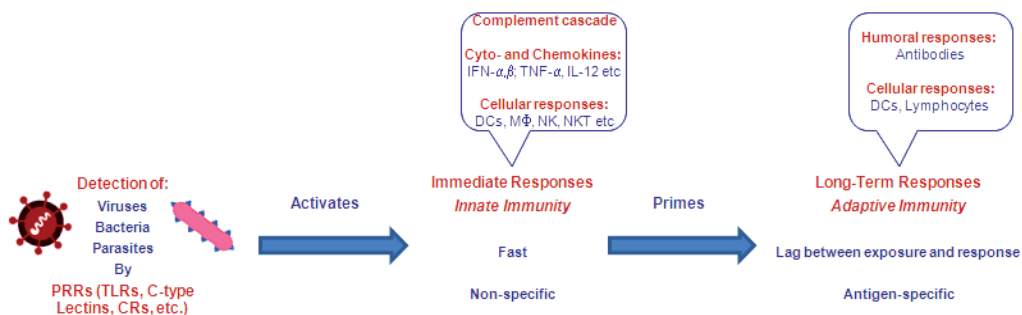 Complement cascade
Cyto- and Chemokines:
IFN-α,β; TNF-α, IL-12 etc
Cellular responses:
DCs, MΦ, NK, NKT etc
Humoral responses:
Antibodies
Cellular responses:
DCs, Lymphocytes
Detection of:
Viruses
Bacteria
Parasites
By
PRRs (TLRs, C-type
Lectins, CRs, etc.)
Activates
Immediate Responses
Innate Immunity
Fast
Non-specific
Primes
Long-Term Responses
Adaptive Immunity
Lag between exposure and response
Antigen-specific